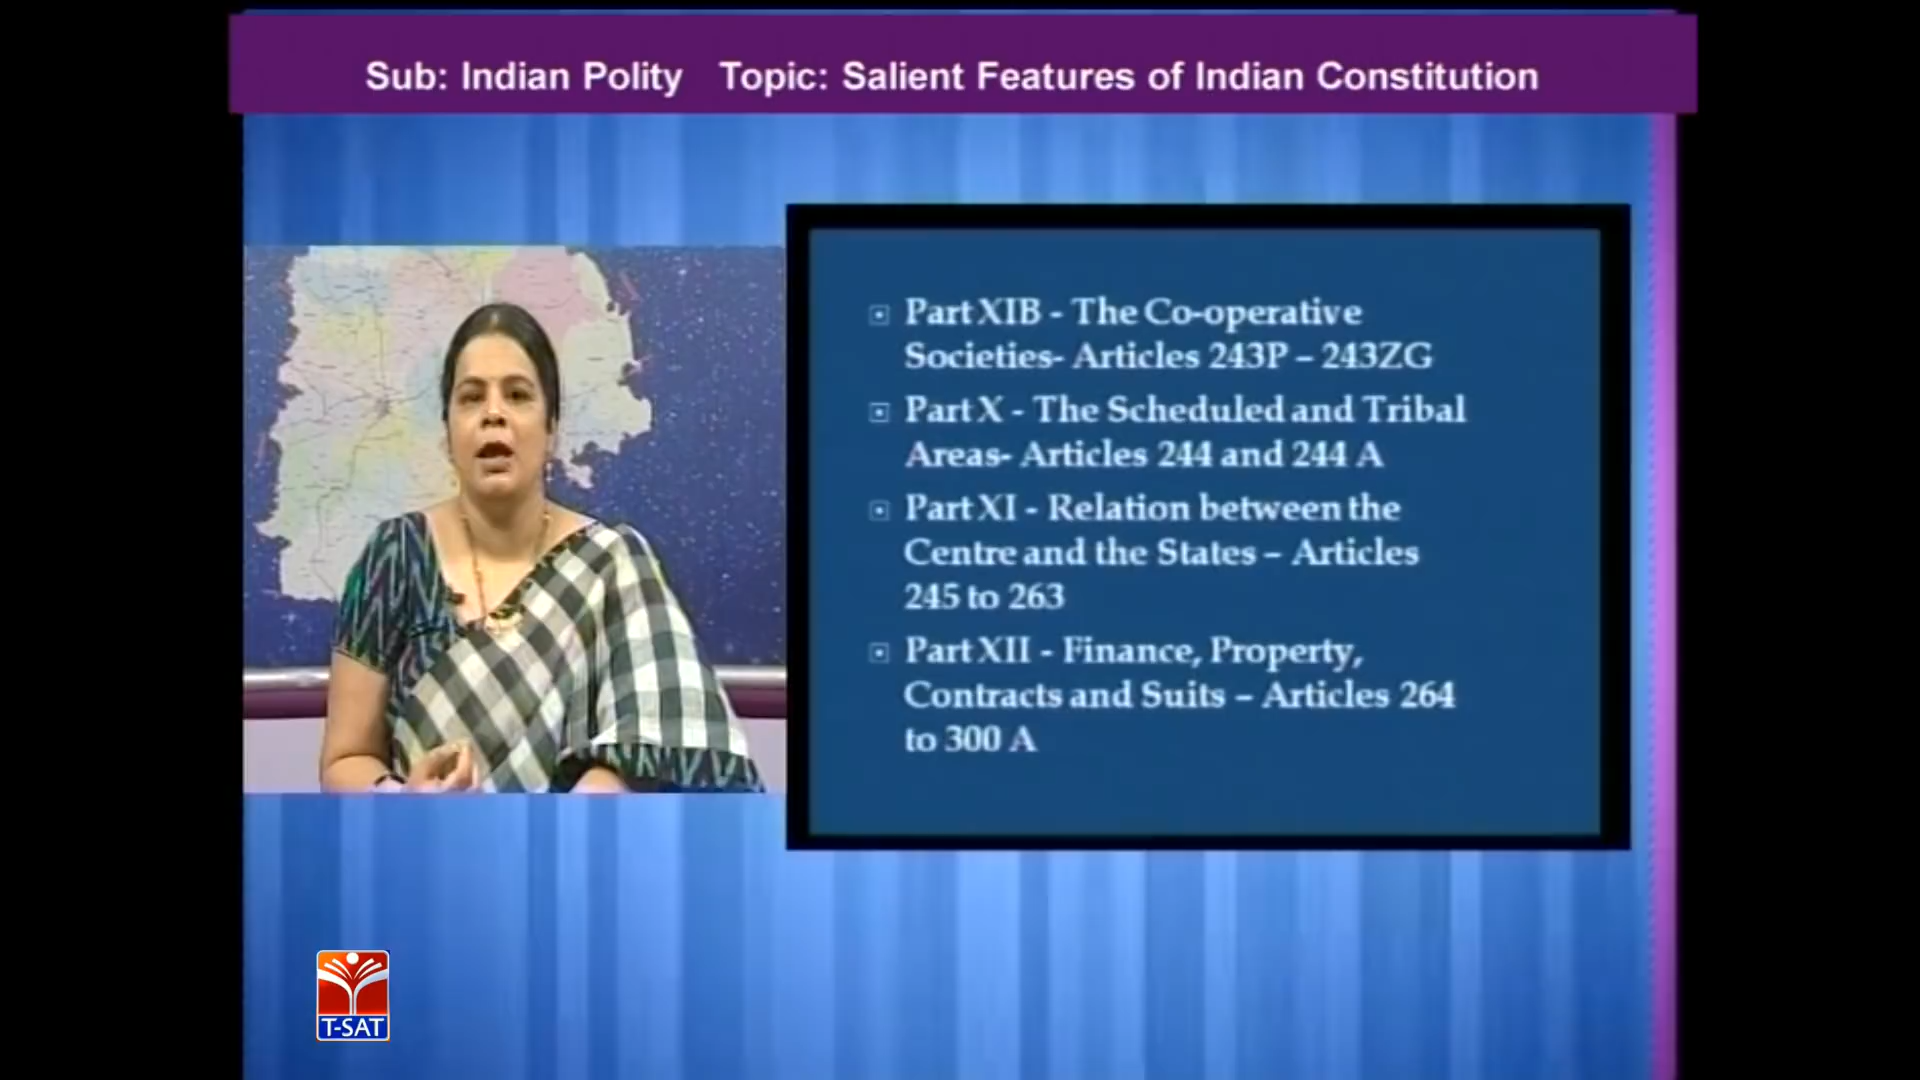 Sub: Indian Polity Topic: Salient Features of Indian Constitution
Part XIB - The Co-operative
Societies- Articles 243P – 243ZG
Part X - The Scheduled and Tribal
Areas- Articles 244 and 244 A
Part XI - Relation between the
Centre and the States – Articles
245 to 263
Part XII - Finance, Property,
Contracts and Suits – Articles 264
to 300 A
T-SAT